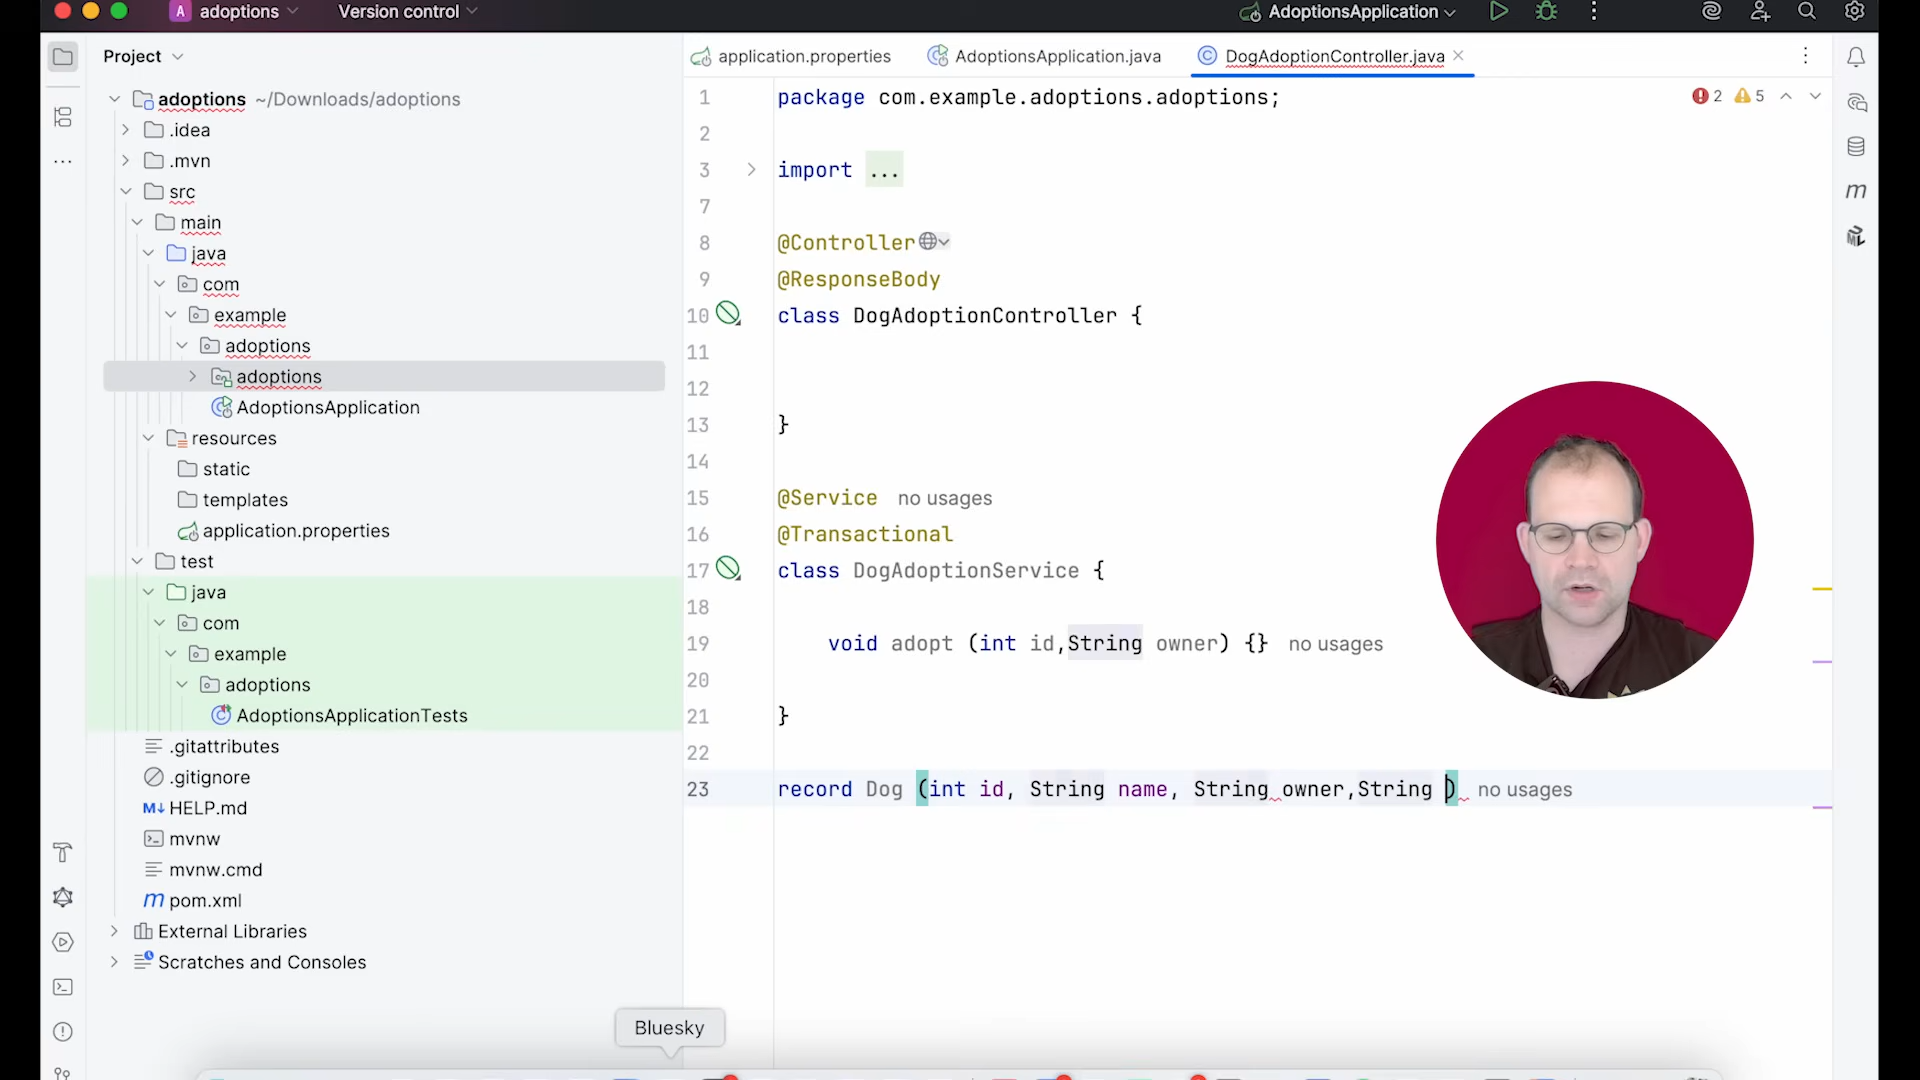 A adoptions Version control AdoptionsApplication
Project
application.properties AdoptionsApplication.java DogAdoptionController.java
adoptions ~/Downloads/adoptions
.idea
.mvn
src
main
java
com
example
adoptions
adoptions
AdoptionsApplication
resources
static
templates
application.properties
test
java
com
example
adoptions
AdoptionsApplicationTests
.gitattributes
.gitignore
M↓ HELP.md
mvnw
mvnw.cmd
m pom.xml
External Libraries
Scratches and Consoles
Bluesky
2 5
1 package com.example.adoptions.adoptions;
2
3 import ...
7
8 @Controller
9 @ResponseBody
10 class DogAdoptionController {
11
12
13 }
14
15 @Service no usages
16 @Transactional
17 class DogAdoptionService {
18
19 void adopt (int id,String owner) {} no usages
20
21 }
22
23 record Dog (int id, String name, String owner,String ) no usages
m